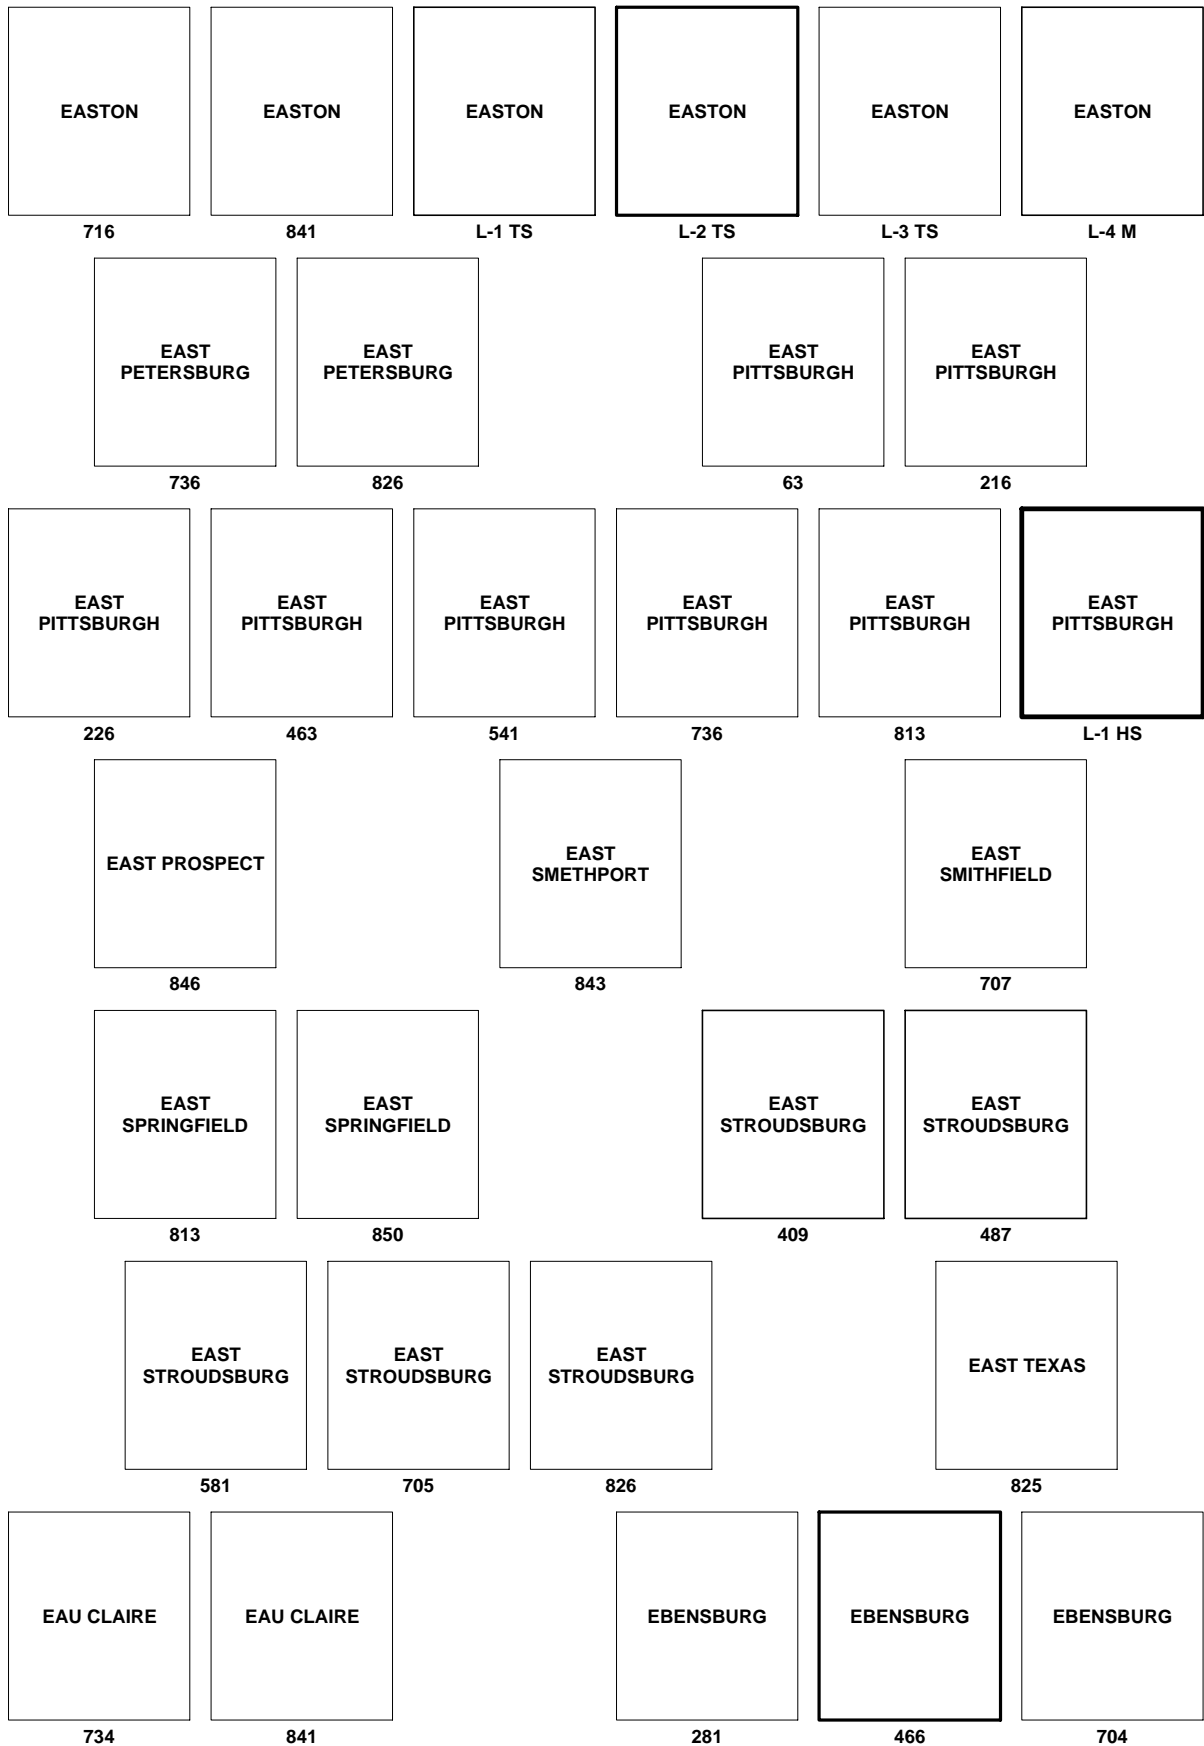 EASTON
EASTON
EASTON
EASTON
EASTON
EASTON
716
841
L-1 TS
L-2 TS
L-3 TS
L-4 M
EAST
PETERSBURG
EAST
PETERSBURG
EAST
PITTSBURGH
EAST
PITTSBURGH
736
826
63
216
EAST
PITTSBURGH
EAST
PITTSBURGH
EAST
PITTSBURGH
EAST
PITTSBURGH
EAST
PITTSBURGH
EAST
PITTSBURGH
226
463
541
736
813
L-1 HS
EAST PROSPECT
EAST
SMETHPORT
EAST
SMITHFIELD
846
843
707
EAST
SPRINGFIELD
EAST
SPRINGFIELD
EAST
STROUDSBURG
EAST
STROUDSBURG
813
850
409
487
EAST
STROUDSBURG
EAST
STROUDSBURG
EAST
STROUDSBURG
EAST TEXAS
581
705
826
825
EAU CLAIRE
EAU CLAIRE
EBENSBURG
EBENSBURG
EBENSBURG
734
841
281
466
704